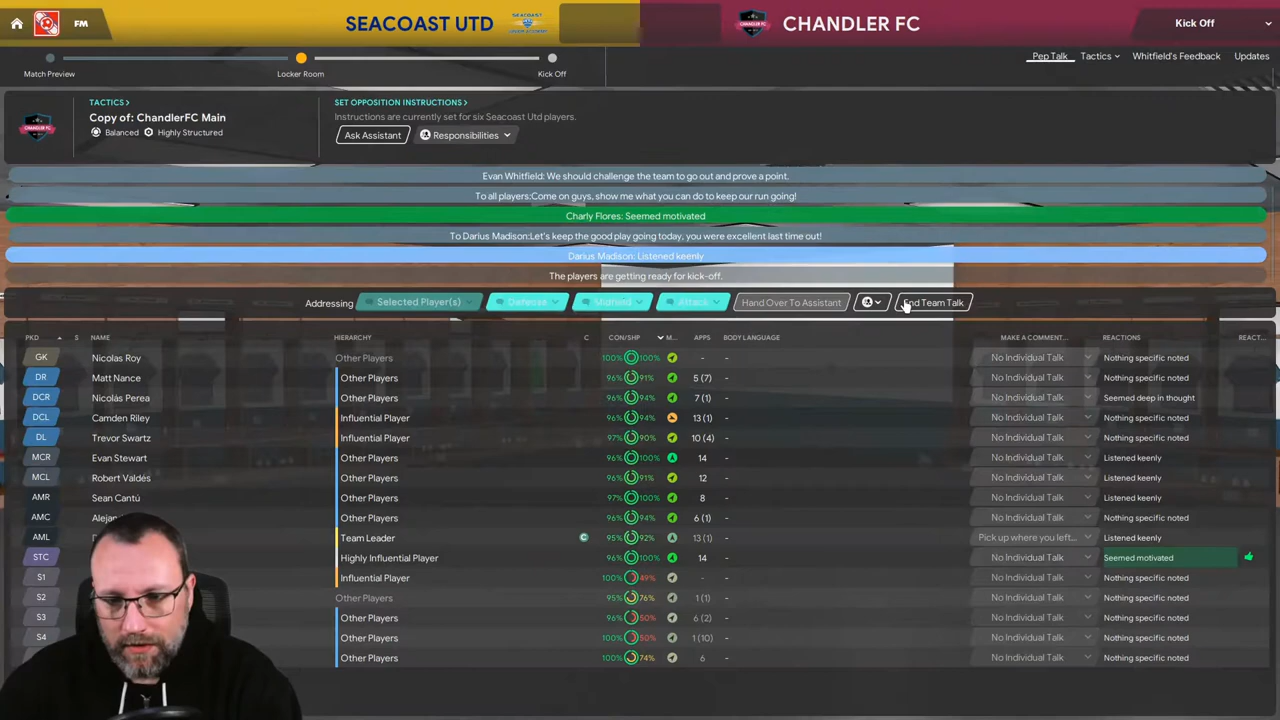 FM SEACOAST UTD CHANDLER FC Kick Off
Match Preview Locker Room Kick Off
Pep Talk Tactics Whitfield's Feedback Updates
TACTICS>
Copy of: ChandlerFC Main
Balanced Highly Structured
SET OPPOSITION INSTRUCTIONS>
Instructions are currently set for six Seacoast Utd players.
Ask Assistant Responsibilities
Evan Whitfield: We should challenge the team to go out and prove a point.
To all players:Come on guys, show me what you can do to keep our run going!
Charly Flores: Seemed motivated
To Darius Madison:Let's keep the good play going today, you were excellent last time out!
Darius Madison: Listened keenly
The players are getting ready for kick-off.
Addressing Selected Player(s) Defense Midfield Attack Hand Over To Assistant End Team Talk
PKD S NAME HIERARCHY C CON/SHP M... APPS BODY LANGUAGE MAKE A COMMENT... REACTIONS REACT...
GK Nicolas Roy Other Players 100% 100% - - No Individual Talk Nothing specific noted
DR Matt Nance Other Players 96% 91% 5 (7) - No Individual Talk Nothing specific noted
DCR Nicolás Perea Other Players 96% 94% 7 (1) - No Individual Talk Seemed deep in thought
DCL Camden Riley Influential Player 96% 94% 13 (1) - No Individual Talk Nothing specific noted
DL Trevor Swartz Influential Player 97% 90% 10 (4) - No Individual Talk Nothing specific noted
MCR Evan Stewart Other Players 96% 100% 14 - No Individual Talk Listened keenly
MCL Robert Valdés Other Players 96% 91% 12 - No Individual Talk Listened keenly
AMR Sean Cantú Other Players 97% 100% 8 - No Individual Talk Listened keenly
AMC Other Players 96% 94% 6 (1) - No Individual Talk Nothing specific noted
AML Team Leader C 95% 92% 13 (1) - Pick up where you left... Listened keenly
STC Highly Influential Player 96% 100% 14 - No Individual Talk Seemed motivated
S1 Influential Player 100% 49% - - No Individual Talk Nothing specific noted
S2 Other Players 95% 76% 1 (1) - No Individual Talk Nothing specific noted
S3 Other Players 96% 50% 6 (2) - No Individual Talk Nothing specific noted
S4 Other Players 100% 50% 1 (10) - No Individual Talk Nothing specific noted
Other Players 100% 74% 6 - No Individual Talk Nothing specific noted